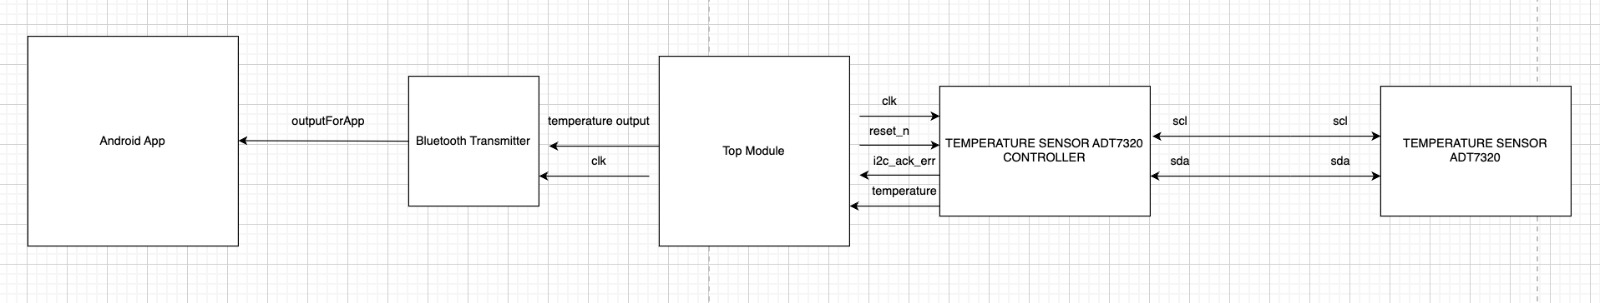 Android App
outputForApp
Bluetooth Transmitter
temperature output
clk
Top Module
clk
reset_n
i2c_ack_err
temperature
TEMPERATURE SENSOR ADT7320
CONTROLLER
scl
scl
sda
sda
TEMPERATURE SENSOR
ADT7320